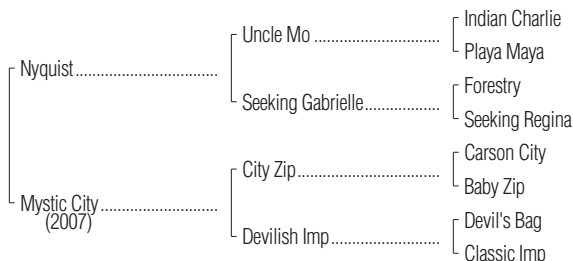 Indian Charlie
Uncle Mo ...................................
Playa Maya
Nyquist........................................
Forestry
Seeking Gabrielle.....................
Seeking Regina
Carson City
City Zip........................................
Baby Zip
Mystic City .................................
(2007)
Devil's Bag
Devilish Imp..............................
Classic Imp